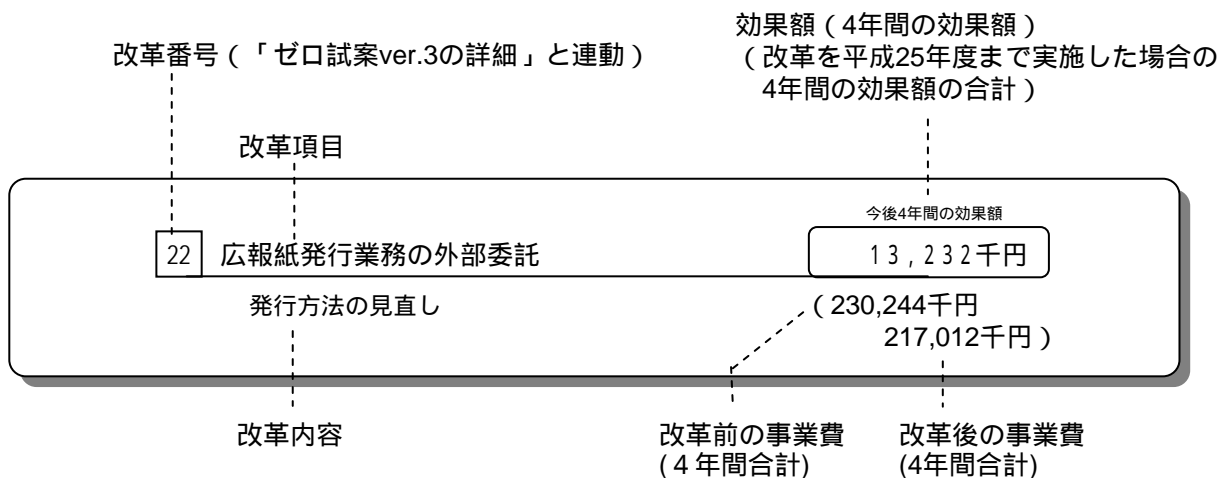 効果額（4年間の効果額）
改革番号（「ゼロ試案ver.3の詳細」と連動）
（改革を平成25年度まで実施した場合の
4年間の効果額の合計）
改革項目
今後4年間の効果額
22 広報紙発行業務の外部委託 13,232千円
発行方法の見直し （230,244千円
217,012千円）
改革内容 改革前の事業費 改革後の事業費
(４年間合計) (4年間合計)